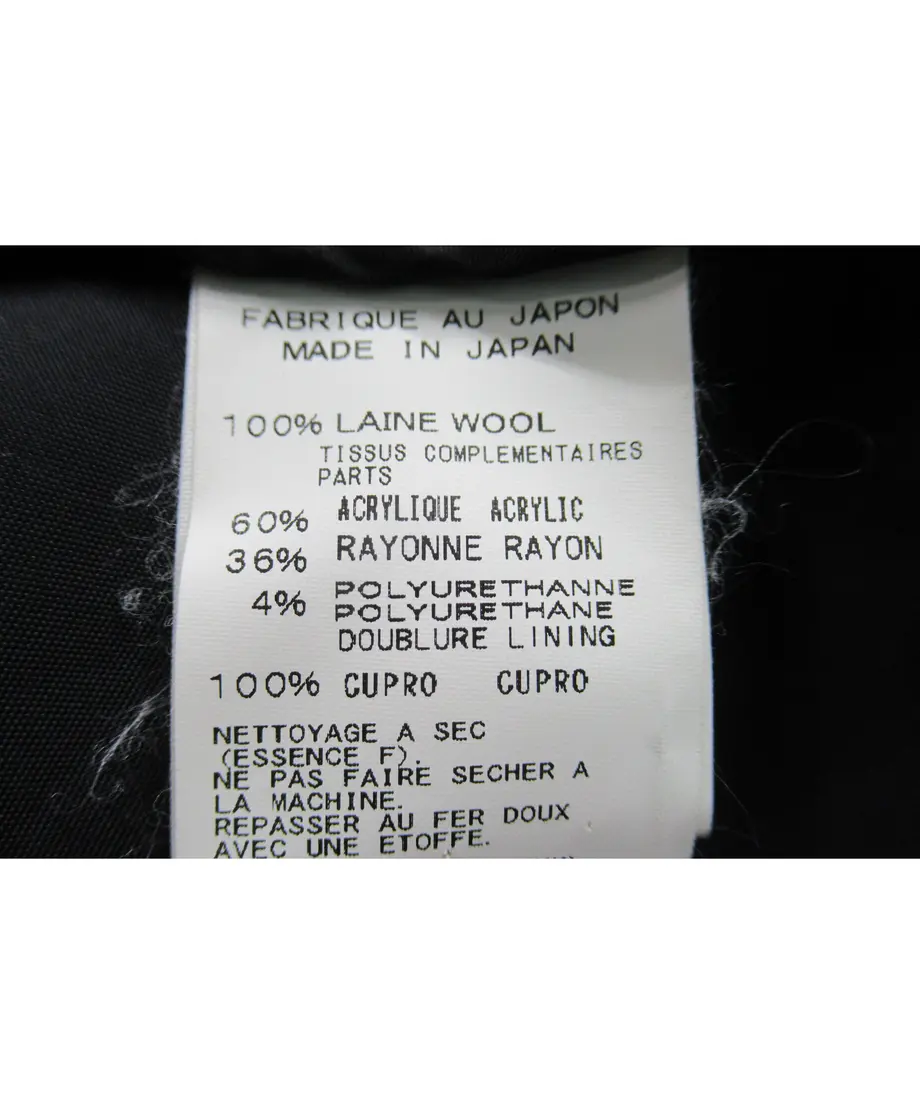 FABRIQUE AU JAPON
MADE IN JAPAN
100% LAINE WOOL
TISSUS COMPLEMENTAIRES
PARTS
60% ACRYLIQUE ACRYLIC
36% RAYONNE RAYON
4% POLYURETHANNE
POLYURETHANE
DOUBLURE LINING
100% CUPRO CUPRO
NETTOYAGE A SEC
(ESSENCE F).
NE PAS FAIRE SECHER A
LA MACHINE.
REPASSER AU FER DOUX
AVEC UNE ETOFFE.